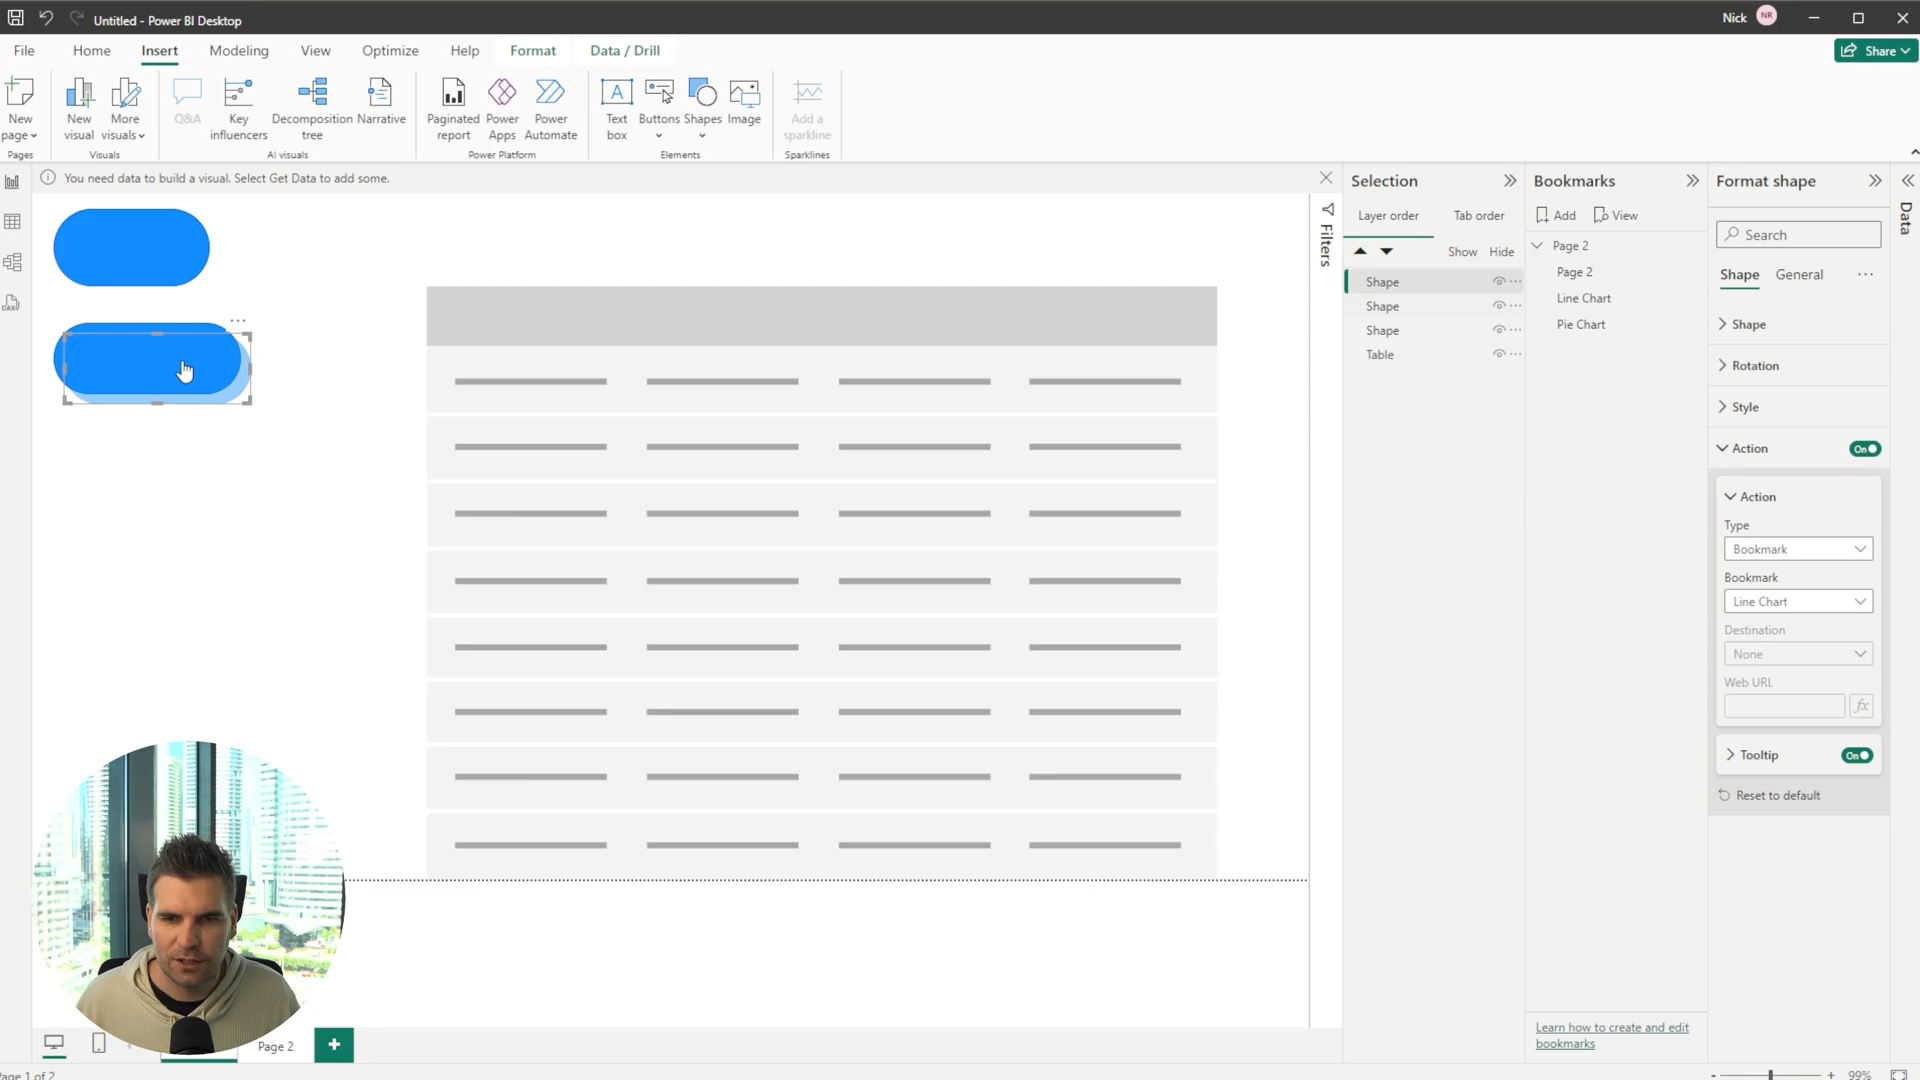 Untitled - Power BI Desktop
Nick
NR
File
Home
Insert
Modeling
View
Optimize
Help
Format
Data / Drill
Share
New page
New visual
More visuals
Q&A
Key influencers
Decomposition tree
Narrative
Paginated report
Power Apps
Power Automate
Text box
Buttons
Shapes
Image
Add a sparkline
Pages
Visuals
AI visuals
Power Platform
Elements
Sparklines
You need data to build a visual. Select Get Data to add some.
DAX
Filters
Selection
Layer order
Tab order
Show
Hide
Shape
Shape
Shape
Table
Bookmarks
Add
View
Page 2
Page 2
Line Chart
Pie Chart
Learn how to create and edit
bookmarks
Format shape
Search
Shape
General
Shape
Rotation
Style
Action
On
Action
Type
Bookmark
Bookmark
Line Chart
Destination
None
Web URL
fx
Tooltip
On
Reset to default
Data
Page 2
Page 1 of 2
99%